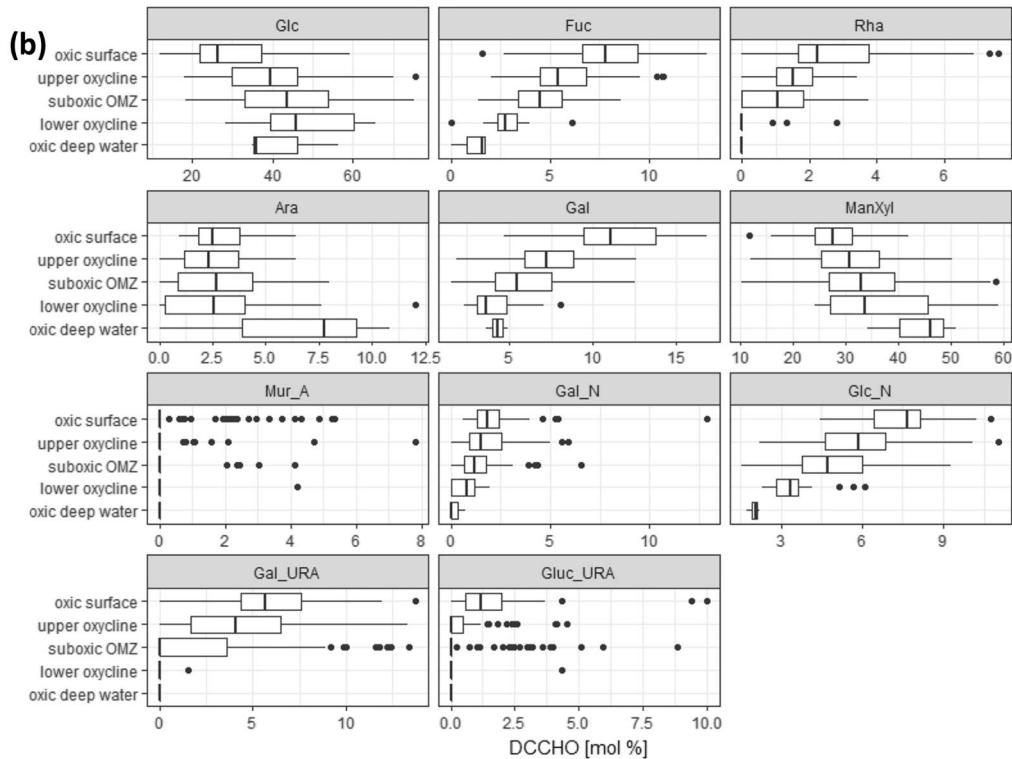 (b)
Glc Fuc Rha
oxic surface
upper oxycline
suboxic OMZ
lower oxycline
oxic deep water
20 40 60 0 5 10 0 2 4 6
Ara Gal ManXyl
oxic surface
upper oxycline
suboxic OMZ
lower oxycline
oxic deep water
0.0 2.5 5.0 7.5 10.0 12.5 5 10 15 10 20 30 40 50 60
Mur_A Gal_N Glc_N
oxic surface
upper oxycline
suboxic OMZ
lower oxycline
oxic deep water
0 2 4 6 8 0 5 10 3 6 9
Gal_URA Gluc_URA
oxic surface
upper oxycline
suboxic OMZ
lower oxycline
oxic deep water
0 5 10 0.0 2.5 5.0 7.5 10.0
DCCHO [mol %]